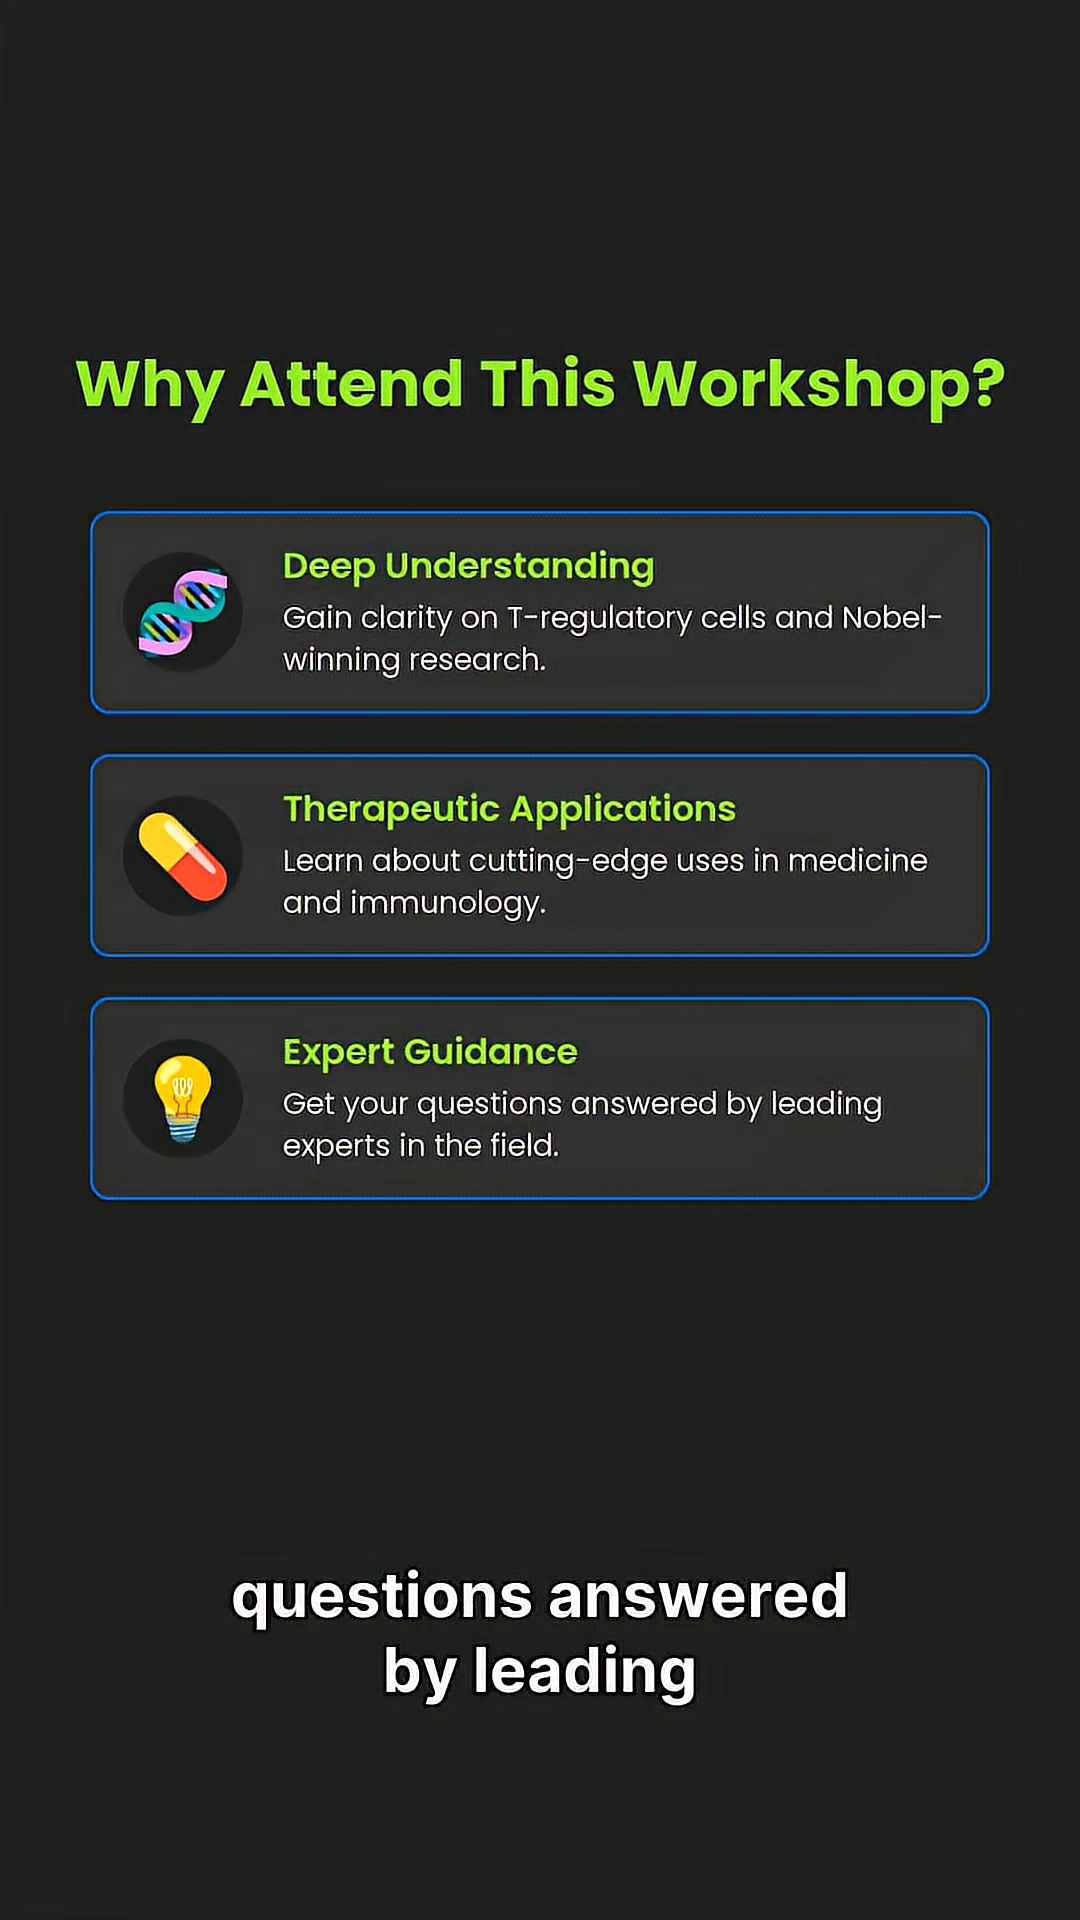 Why Attend This Workshop?
Deep Understanding
Gain clarity on T-regulatory cells and Nobel-
winning research.
Therapeutic Applications
Learn about cutting-edge uses in medicine
and immunology.
Expert Guidance
Get your questions answered by leading
experts in the field.
questions answered
by leading